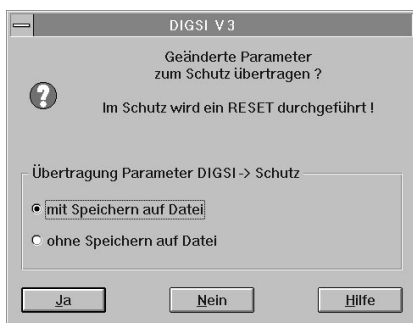 DIGSI V3
Geänderte Parameter
zum Schutz übertragen ?
Im Schutz wird ein RESET durchgeführt !
Übertragung Parameter DIGSI-> Schutz
mit Speichern auf Datei
ohne Speichern auf Datei
Ja Nein Hilfe